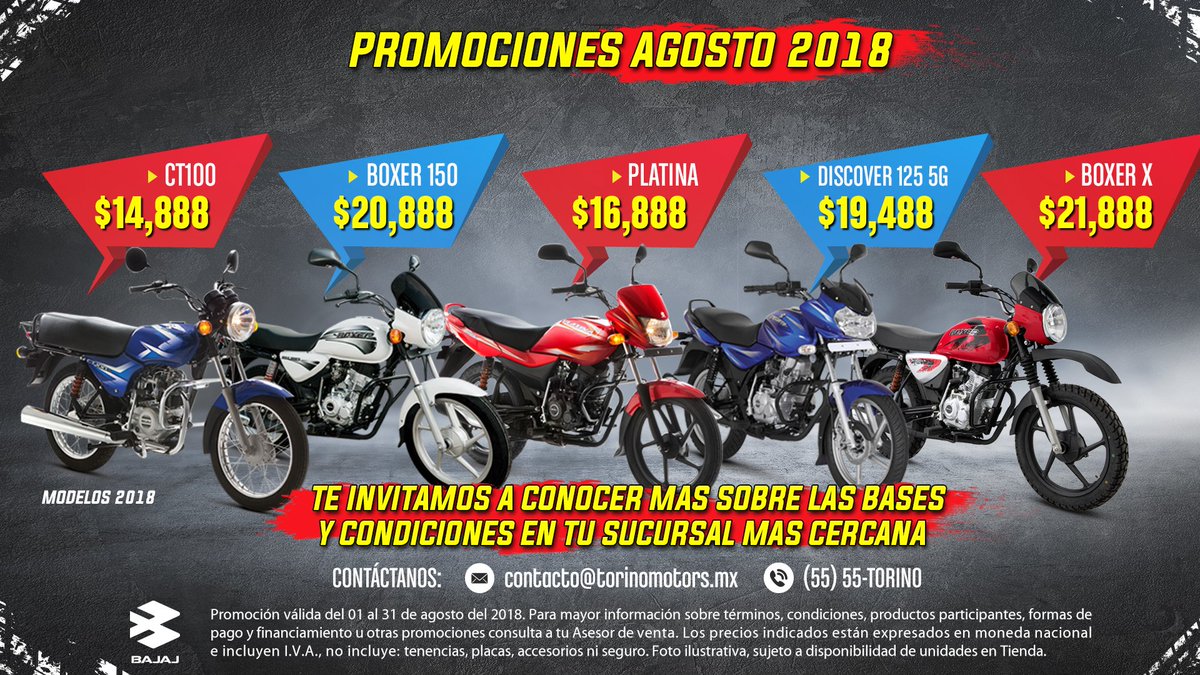 PROMOCIONES AGOSTO 2018
CT100
$14,888
BOXER 150
$20,888
PLATINA
$16,888
DISCOVER 125 5G
$19,488
BOXER X
$21,888
BOXER
MODELOS 2018
TE INVITAMOS A CONOCER MAS SOBRE LAS BASES
Y CONDICIONES EN TU SUCURSAL MAS CERCANA
CONTÁCTANOS: contacto@torinomotors.mx (55) 55-TORINO
BAJAJ
Promoción válida del 01 al 31 de agosto del 2018. Para mayor información sobre términos, condiciones, productos participantes, formas de
pago y financiamiento u otras promociones consulta a tu Asesor de venta. Los precios indicados están expresados en moneda nacional
e incluyen I.V.A., no incluye: tenencias, placas, accesorios ni seguro. Foto ilustrativa, sujeto a disponibilidad de unidades en Tienda.